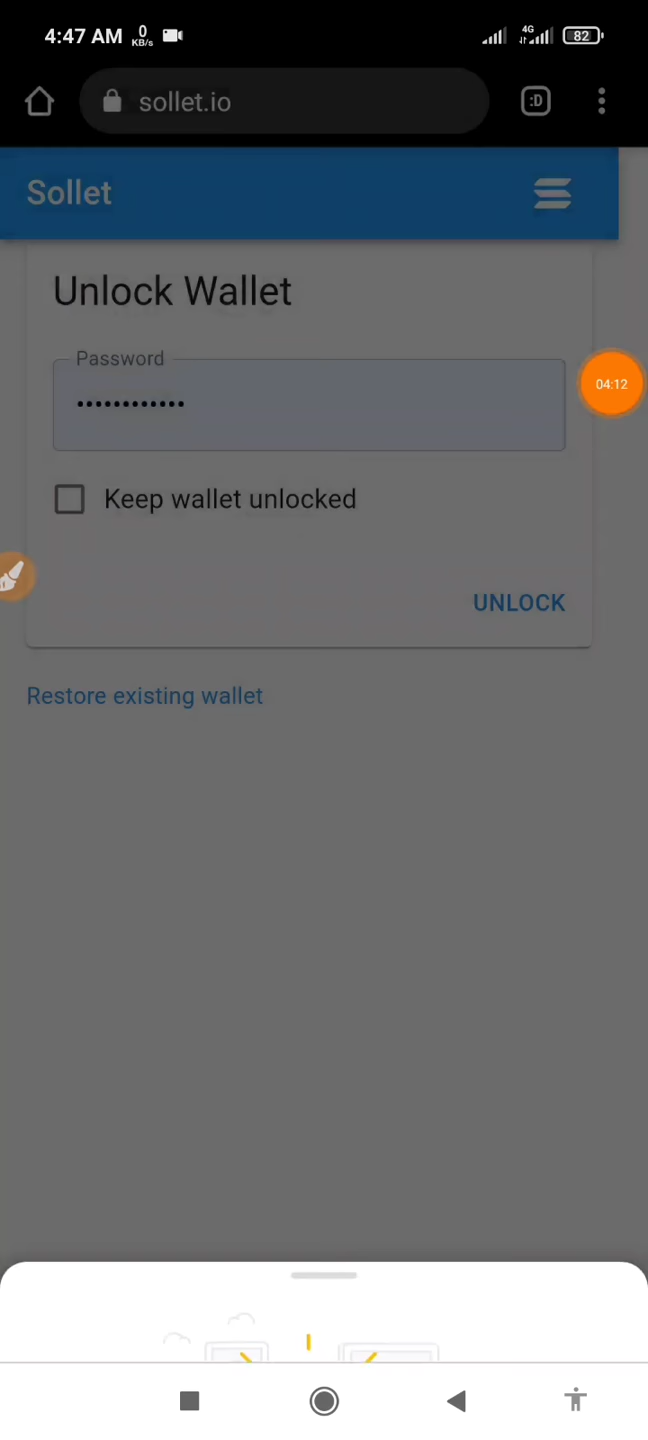 4:47 AM 0 KB/s 4G 82
:D
sollet.io
Sollet
Unlock Wallet
Password
••••••••••••
04:12
Keep wallet unlocked
UNLOCK
Restore existing wallet